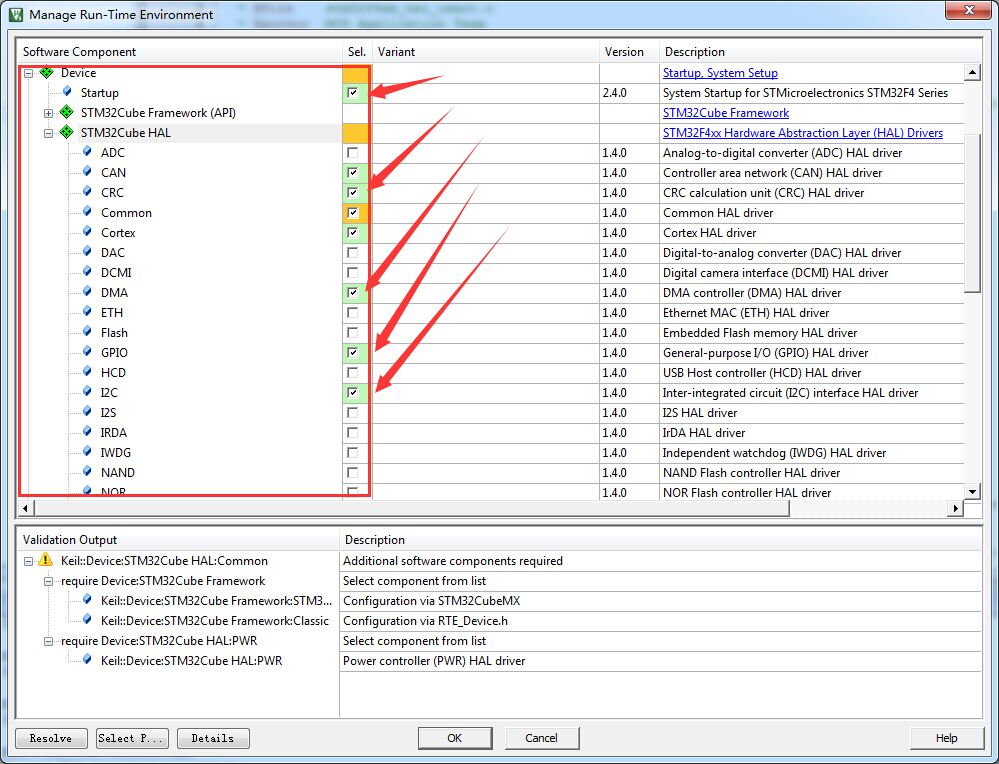 Manage Run-Time Environment
Software Component Sel. Variant Version Description
Device Startup, System Setup
Startup 2.4.0 System Startup for STMicroelectronics STM32F4 Series
STM32Cube Framework (API) STM32Cube Framework
STM32Cube HAL STM32F4xx Hardware Abstraction Layer (HAL) Drivers
ADC 1.4.0 Analog-to-digital converter (ADC) HAL driver
CAN 1.4.0 Controller area network (CAN) HAL driver
CRC 1.4.0 CRC calculation unit (CRC) HAL driver
Common 1.4.0 Common HAL driver
Cortex 1.4.0 Cortex HAL driver
DAC 1.4.0 Digital-to-analog converter (DAC) HAL driver
DCMI 1.4.0 Digital camera interface (DCMI) HAL driver
DMA 1.4.0 DMA controller (DMA) HAL driver
ETH 1.4.0 Ethernet MAC (ETH) HAL driver
Flash 1.4.0 Embedded Flash memory HAL driver
GPIO 1.4.0 General-purpose I/O (GPIO) HAL driver
HCD 1.4.0 USB Host controller (HCD) HAL driver
I2C 1.4.0 Inter-integrated circuit (I2C) interface HAL driver
I2S 1.4.0 I2S HAL driver
IRDA 1.4.0 IrDA HAL driver
IWDG 1.4.0 Independent watchdog (IWDG) HAL driver
NAND 1.4.0 NAND Flash controller HAL driver
NOR 1.4.0 NOR Flash controller HAL driver
Validation Output Description
Keil::Device:STM32Cube HAL:Common Additional software components required
require Device:STM32Cube Framework Select component from list
Keil::Device:STM32Cube Framework:STM3... Configuration via STM32CubeMX
Keil::Device:STM32Cube Framework:Classic Configuration via RTE_Device.h
require Device:STM32Cube HAL:PWR Select component from list
Keil::Device:STM32Cube HAL:PWR Power controller (PWR) HAL driver
Resolve Select P... Details OK Cancel Help